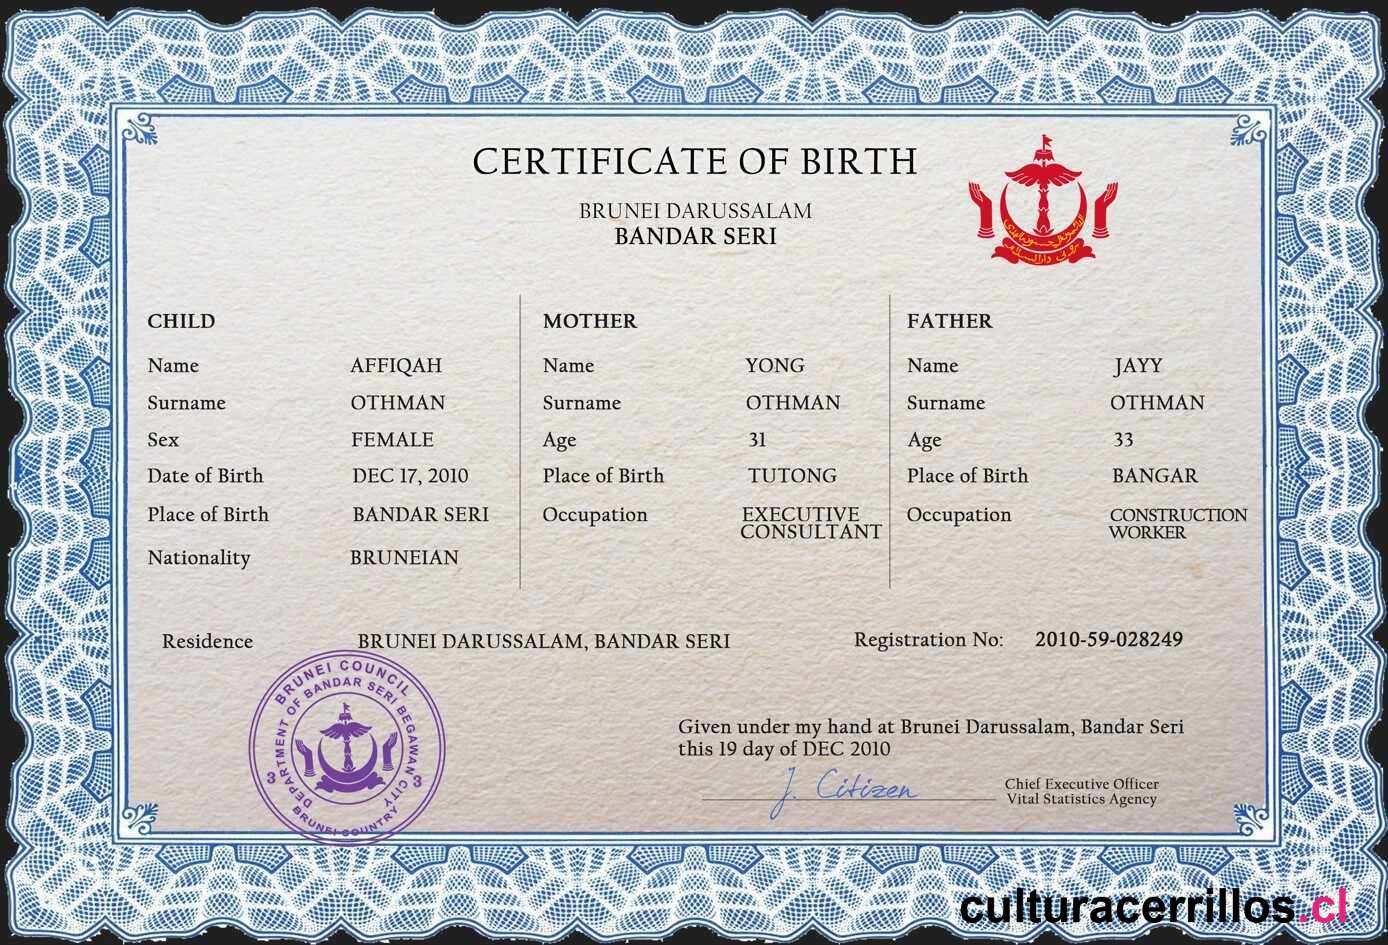 CERTIFICATE OF BIRTH
BRUNEI DARUSSALAM
BANDAR SERI
CHILD
Name AFFIQAH
Surname OTHMAN
Sex FEMALE
Date of Birth DEC 17, 2010
Place of Birth BANDAR SERI
Nationality BRUNEIAN
MOTHER
Name YONG
Surname OTHMAN
Age 31
Place of Birth TUTONG
Occupation EXECUTIVE
CONSULTANT
FATHER
Name JAYY
Surname OTHMAN
Age 33
Place of Birth BANGAR
Occupation CONSTRUCTION
WORKER
Residence BRUNEI DARUSSALAM, BANDAR SERI
Registration No: 2010-59-028249
BRUNEI COUNCIL
DEPARTMENT OF BANDAR SERI BEGAWAN CITY
3 3
BRUNEI COUNTRY
Given under my hand at Brunei Darussalam, Bandar Seri
this 19 day of DEC 2010
J. Citizen
Chief Executive Officer
Vital Statistics Agency
culturacerrillos.cl